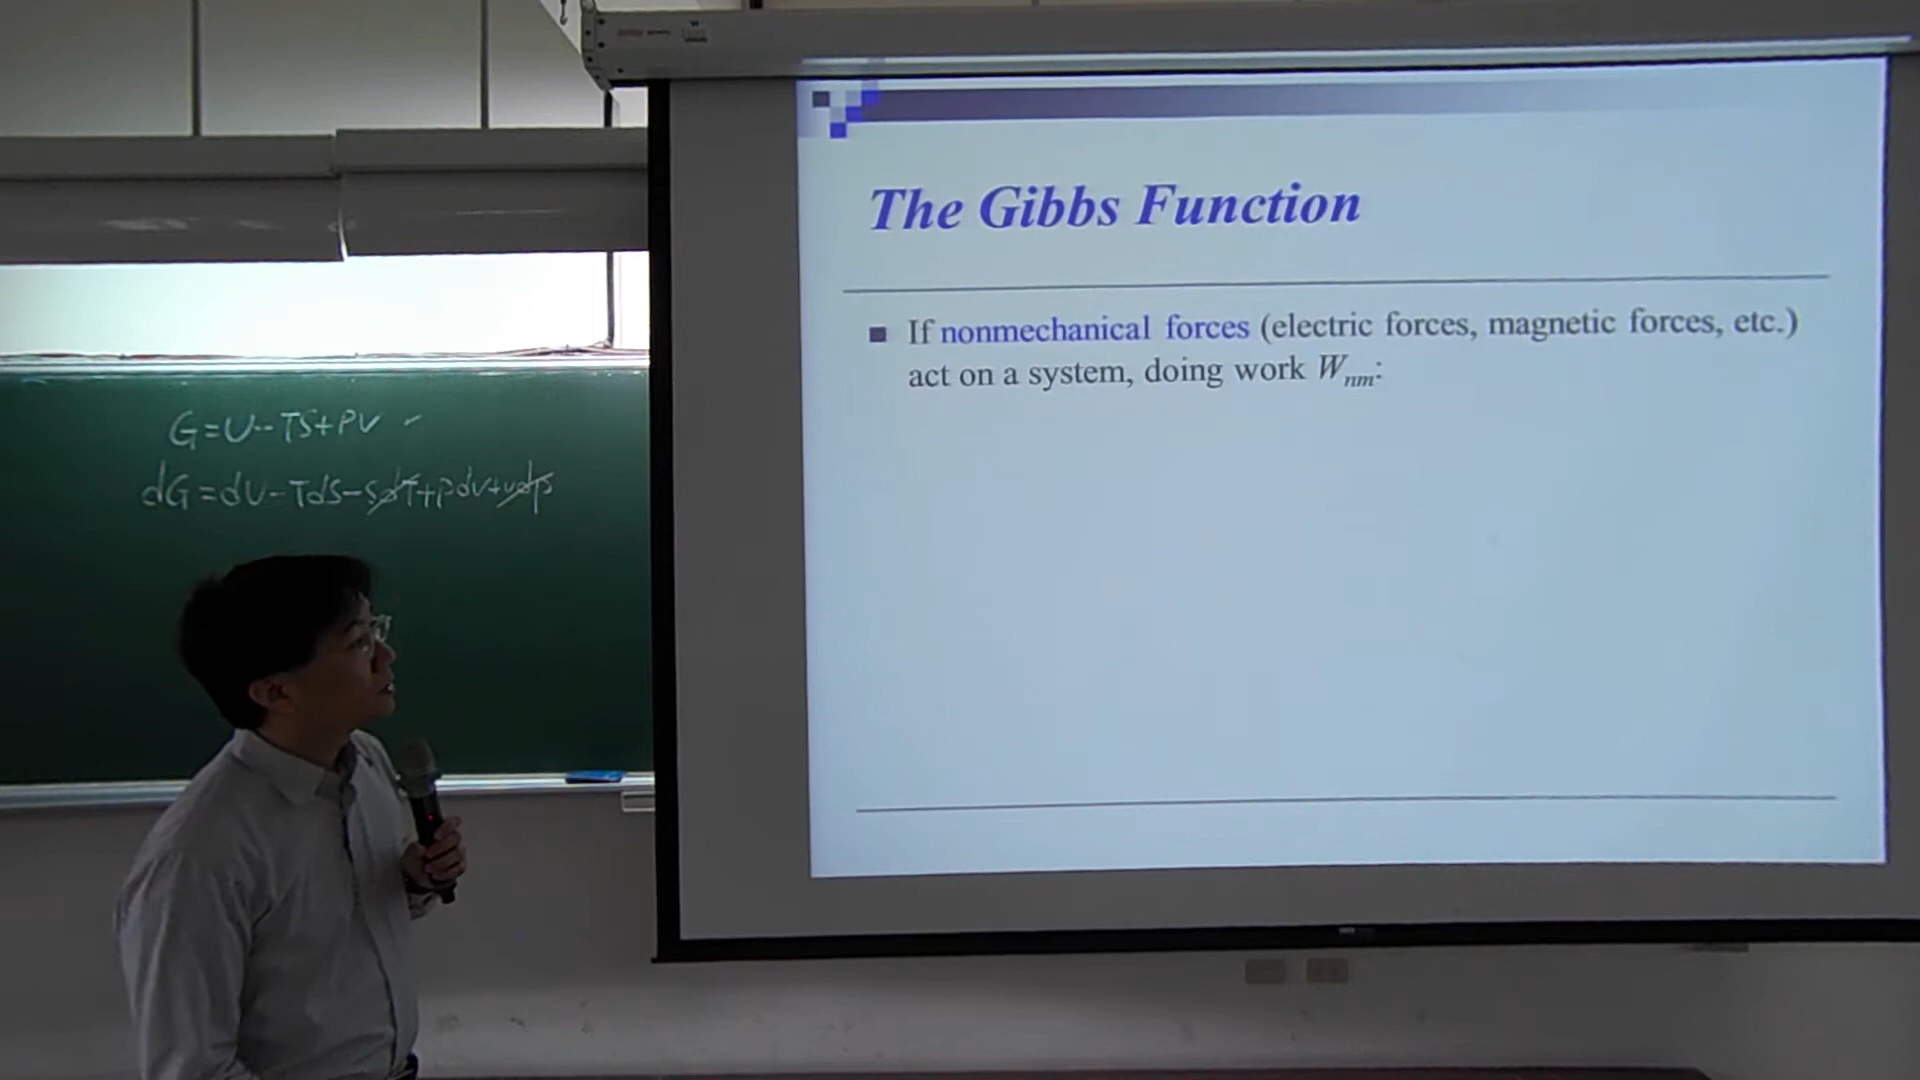 The Gibbs Function
If nonmechanical forces (electric forces, magnetic forces, etc.)
act on a system, doing work Wnm:
G=U-TS+PV
dG=dU-TdS-SdT+PdV+VdP